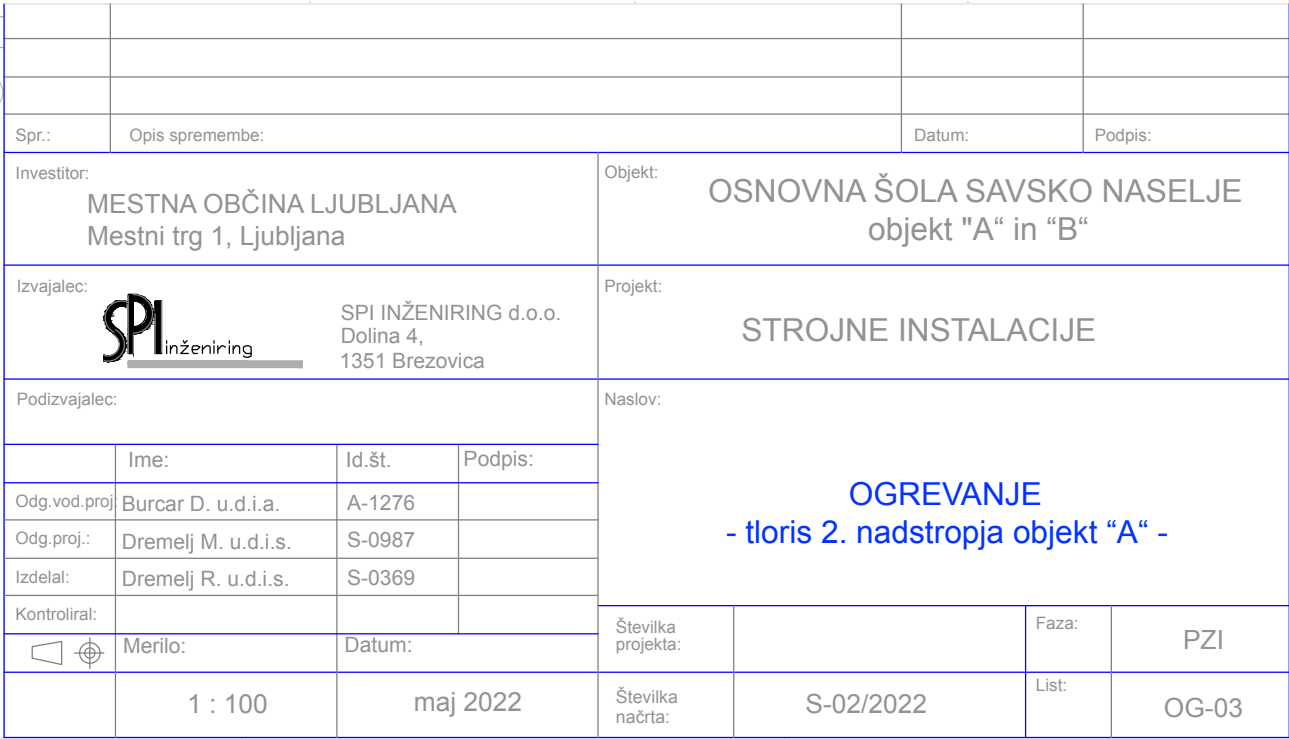 Spr.: Opis spremembe: Datum: Podpis:
Investitor:
MESTNA OBČINA LJUBLJANA
Mestni trg 1, Ljubljana
Objekt:
OSNOVNA ŠOLA SAVSKO NASELJE
objekt "A“ in “B“
Izvajalec:
SPI inženiring
SPI INŽENIRING d.o.o.
Dolina 4,
1351 Brezovica
Projekt:
STROJNE INSTALACIJE
Podizvajalec:
Naslov:
OGREVANJE
- tloris 2. nadstropja objekt “A“ -
Ime: Id.št. Podpis:
Odg.vod.proj: Burcar D. u.d.i.a. A-1276
Odg.proj.: Dremelj M. u.d.i.s. S-0987
Izdelal: Dremelj R. u.d.i.s. S-0369
Kontroliral:
Merilo: Datum:
1 : 100 maj 2022
Številka
projekta:
Faza:
PZI
Številka
načrta:
S-02/2022
List:
OG-03